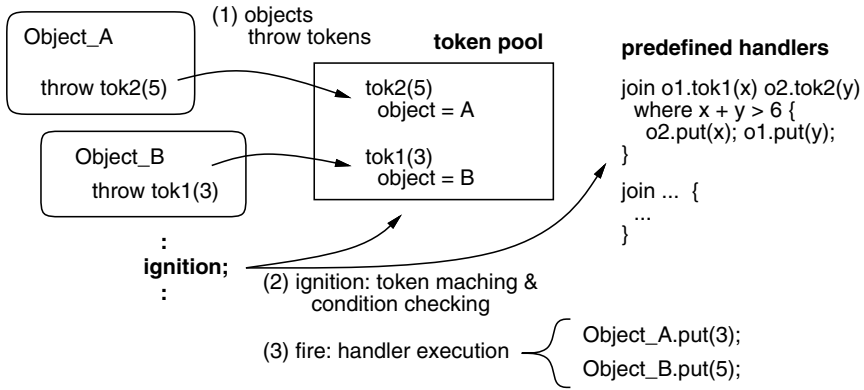 (1) objects
throw tokens
Object_A
throw tok2(5)
Object_B
throw tok1(3)
:
ignition;
:
token pool
tok2(5)
object = A
tok1(3)
object = B
predefined handlers
join o1.tok1(x) o2.tok2(y)
where x + y > 6 {
o2.put(x); o1.put(y);
}
join ... {
...
}
(2) ignition: token maching &
condition checking
(3) fire: handler execution
Object_A.put(3);
Object_B.put(5);